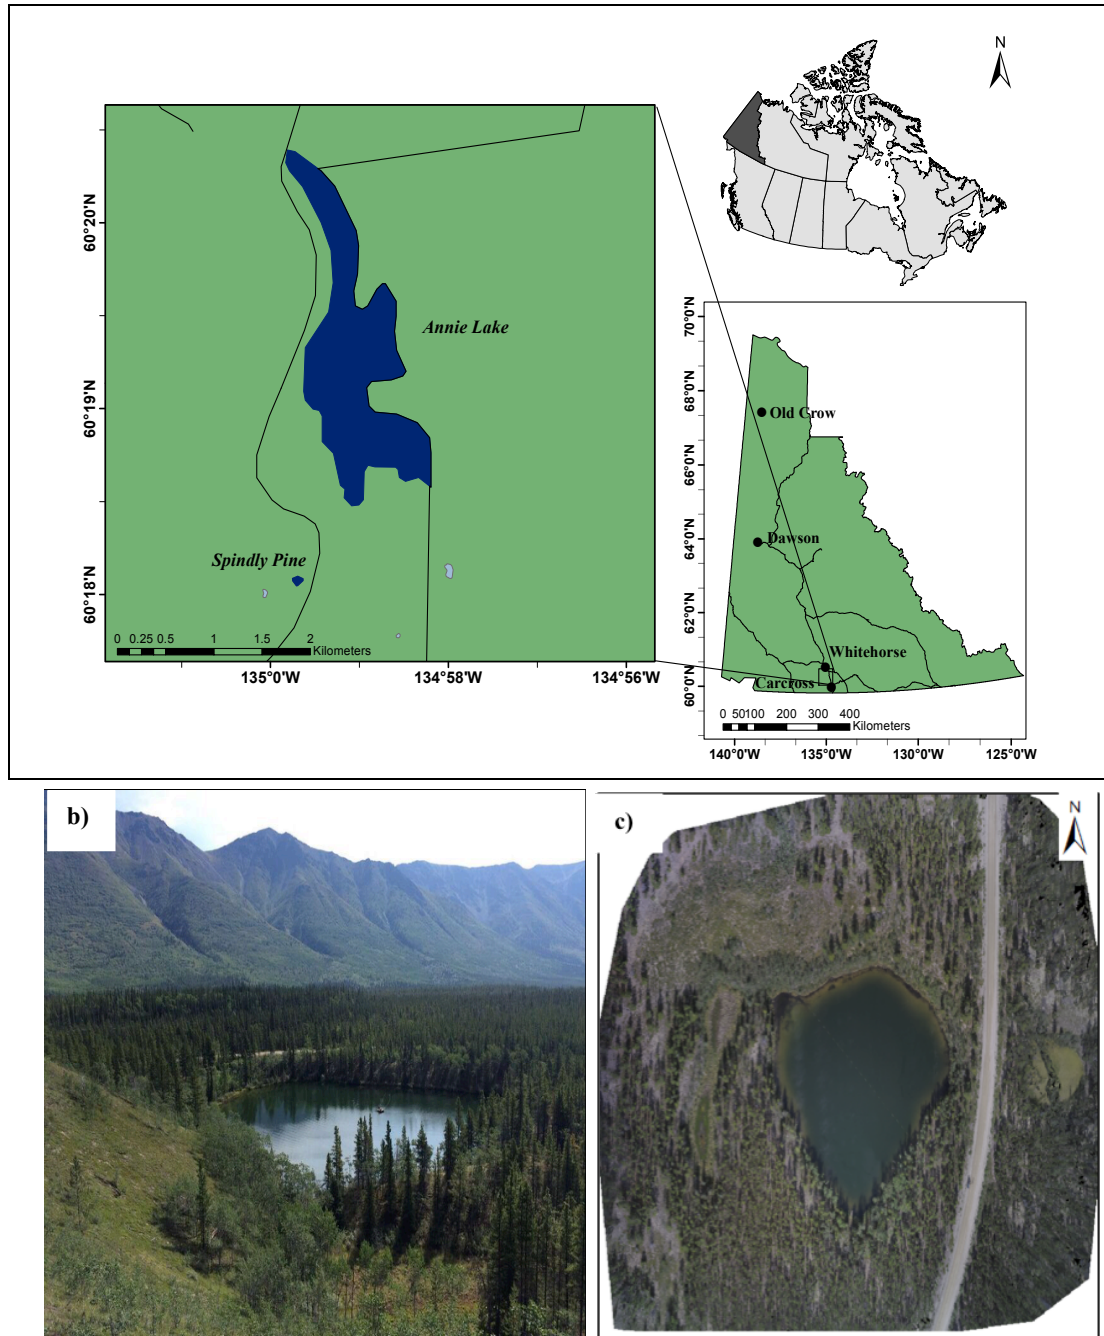 N
60°20'N
60°19'N
60°18'N
Annie Lake
Spindly Pine
0 0.25 0.5 1 1.5 2
Kilometers
135°0'W 134°58'W 134°56'W
70°0'N
68°0'N
66°0'N
64°0'N
62°0'N
60°0'N
Old Crow
Dawson
Whitehorse
Carcross
0 50 100 200 300 400
Kilometers
140°0'W 135°0'W 130°0'W 125°0'W
b)
c)
N